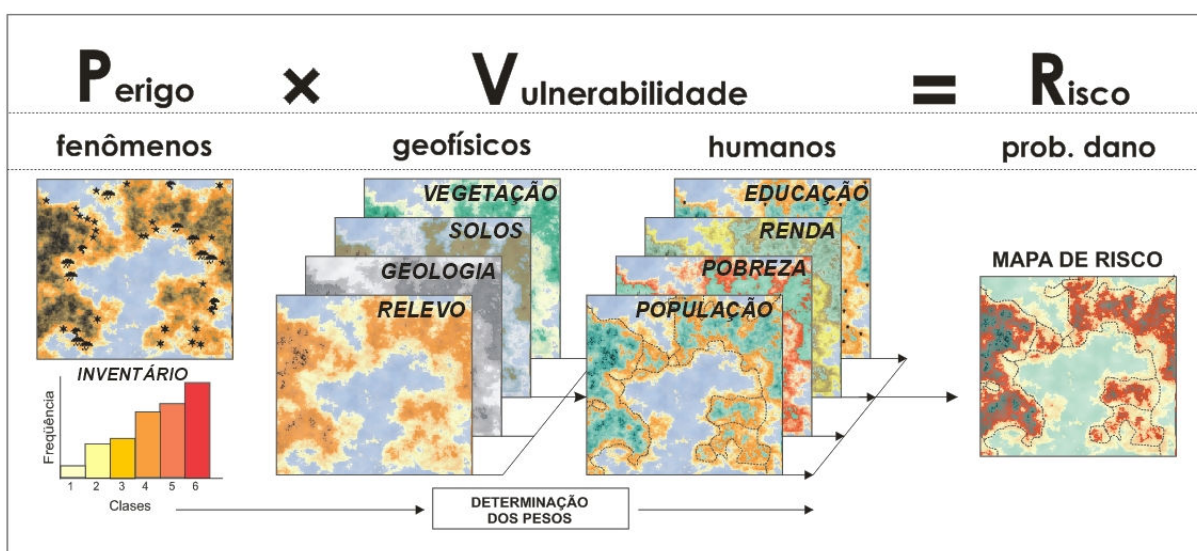 Perigo × Vulnerabilidade = Risco
fenômenos geofísicos humanos prob. dano
VEGETAÇÃO
SOLOS
GEOLOGIA
RELEVO
EDUCAÇÃO
RENDA
POBREZA
POPULAÇÃO
MAPA DE RISCO
INVENTÁRIO
Freqüência
1 2 3 4 5 6
Clases
DETERMINAÇÃO
DOS PESOS